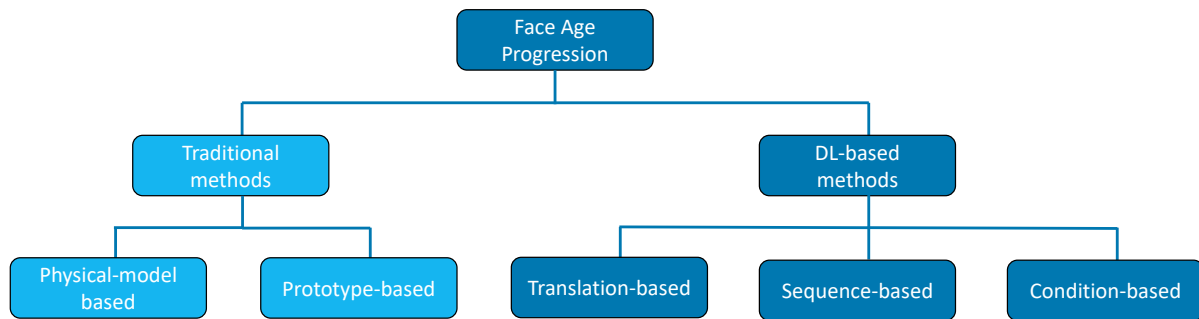 Face Age
Progression
Traditional
methods
DL-based
methods
Physical-model
based
Prototype-based
Translation-based
Sequence-based
Condition-based